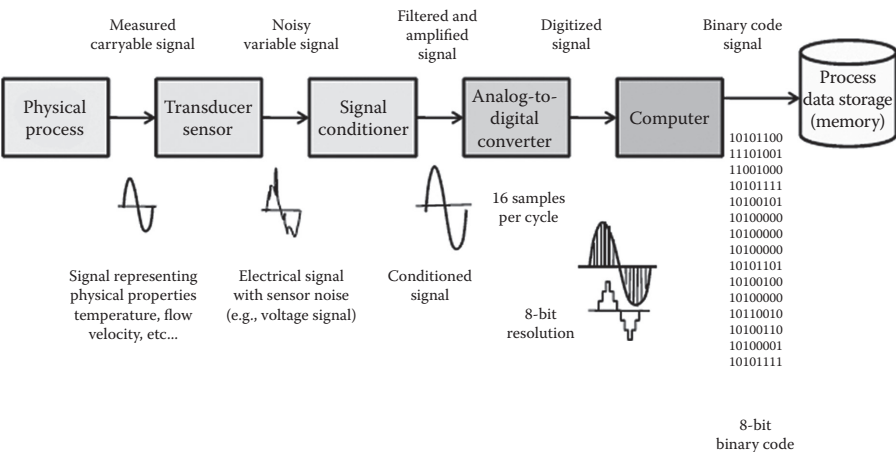 Measured
carryable signal
Noisy
variable signal
Filtered and
amplified
signal
Digitized
signal
Binary code
signal
Physical
process
Transducer
sensor
Signal
conditioner
Analog-to-
digital
converter
Computer
Process
data storage
(memory)
Signal representing
physical properties
temperature, flow
velocity, etc...
Electrical signal
with sensor noise
(e.g., voltage signal)
Conditioned
signal
16 samples
per cycle
8-bit
resolution
10101100
11101001
11001000
10101111
10100101
10100000
10100000
10100000
10101101
10100100
10100000
10110010
10100110
10100001
10101111
8-bit
binary code